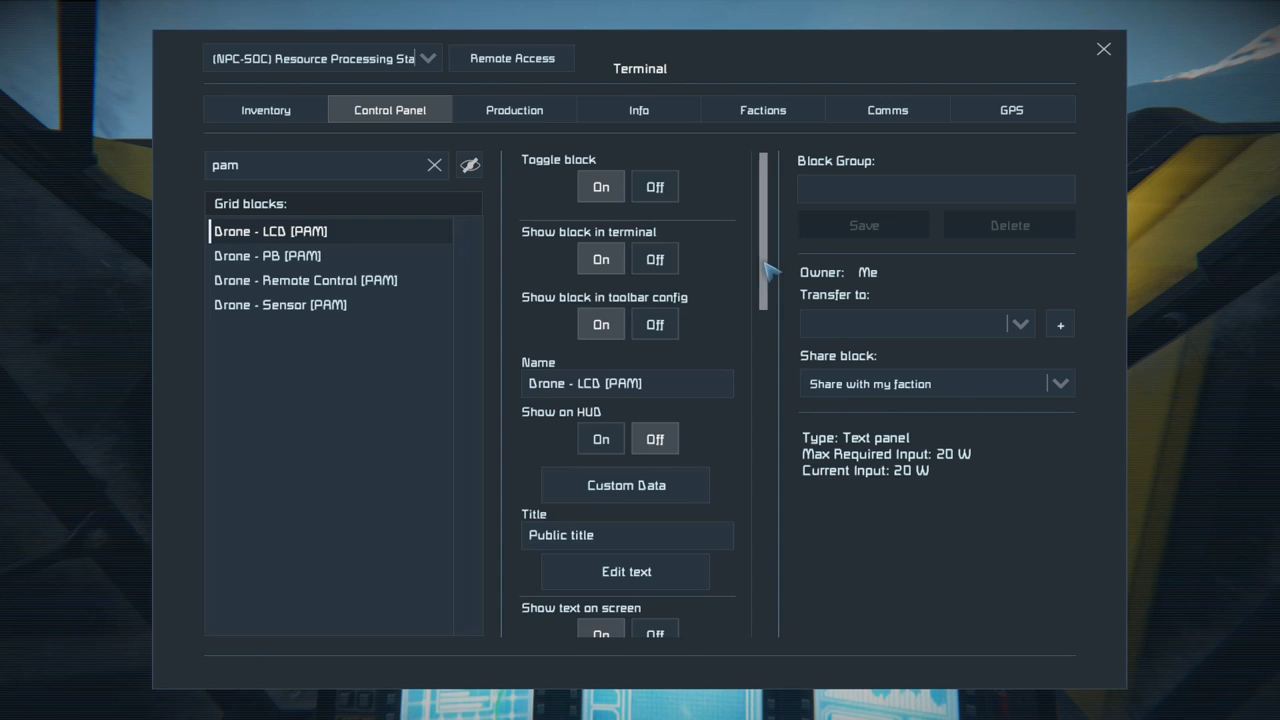 (NPC-SOC) Resource Processing Sta
Remote Access
Terminal
Inventory
Control Panel
Production
Info
Factions
Comms
GPS
pam
Grid blocks:
Drone - LCD [PAM]
Drone - PB [PAM]
Drone - Remote Control [PAM]
Drone - Sensor [PAM]
Toggle block
On Off
Show block in terminal
On Off
Show block in toolbar config
On Off
Name
Drone - LCD [PAM]
Show on HUD
On Off
Custom Data
Title
Public title
Edit text
Show text on screen
On Off
Block Group:
Save Delete
Owner: Me
Transfer to:
+
Share block:
Share with my faction
Type: Text panel
Max Required Input: 20 W
Current Input: 20 W